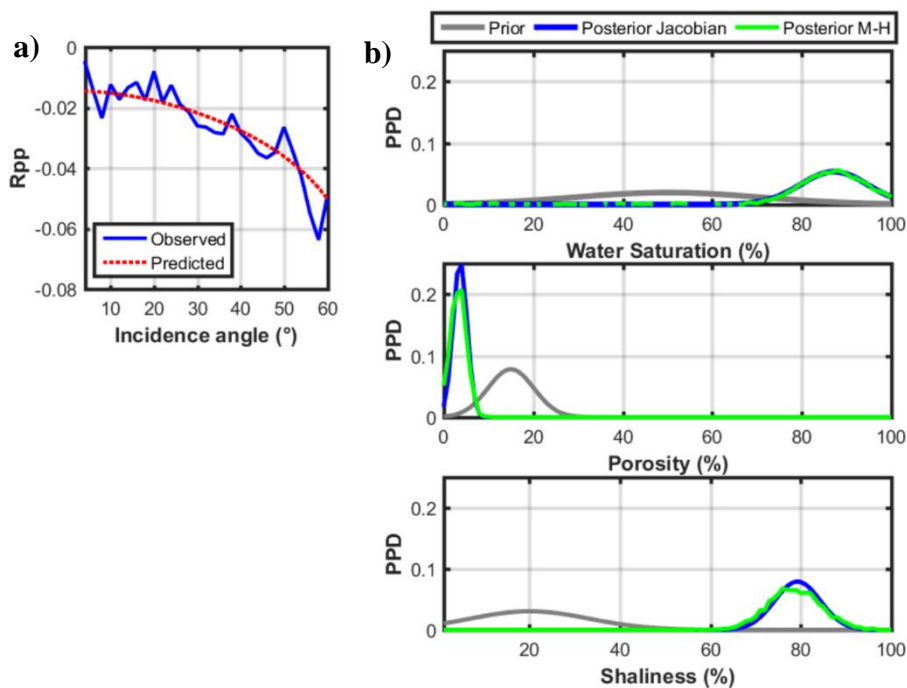 a)
0
-0.02
-0.04
-0.06
-0.08
Rpp
Observed
Predicted
10 20 30 40 50 60
Incidence angle (°)
b)
Prior Posterior Jacobian Posterior M-H
PPD
0.2
0.1
0
0 20 40 60 80 100
Water Saturation (%)
PPD
0.2
0.1
0
0 20 40 60 80 100
Porosity (%)
PPD
0.2
0.1
0
20 40 60 80 100
Shaliness (%)